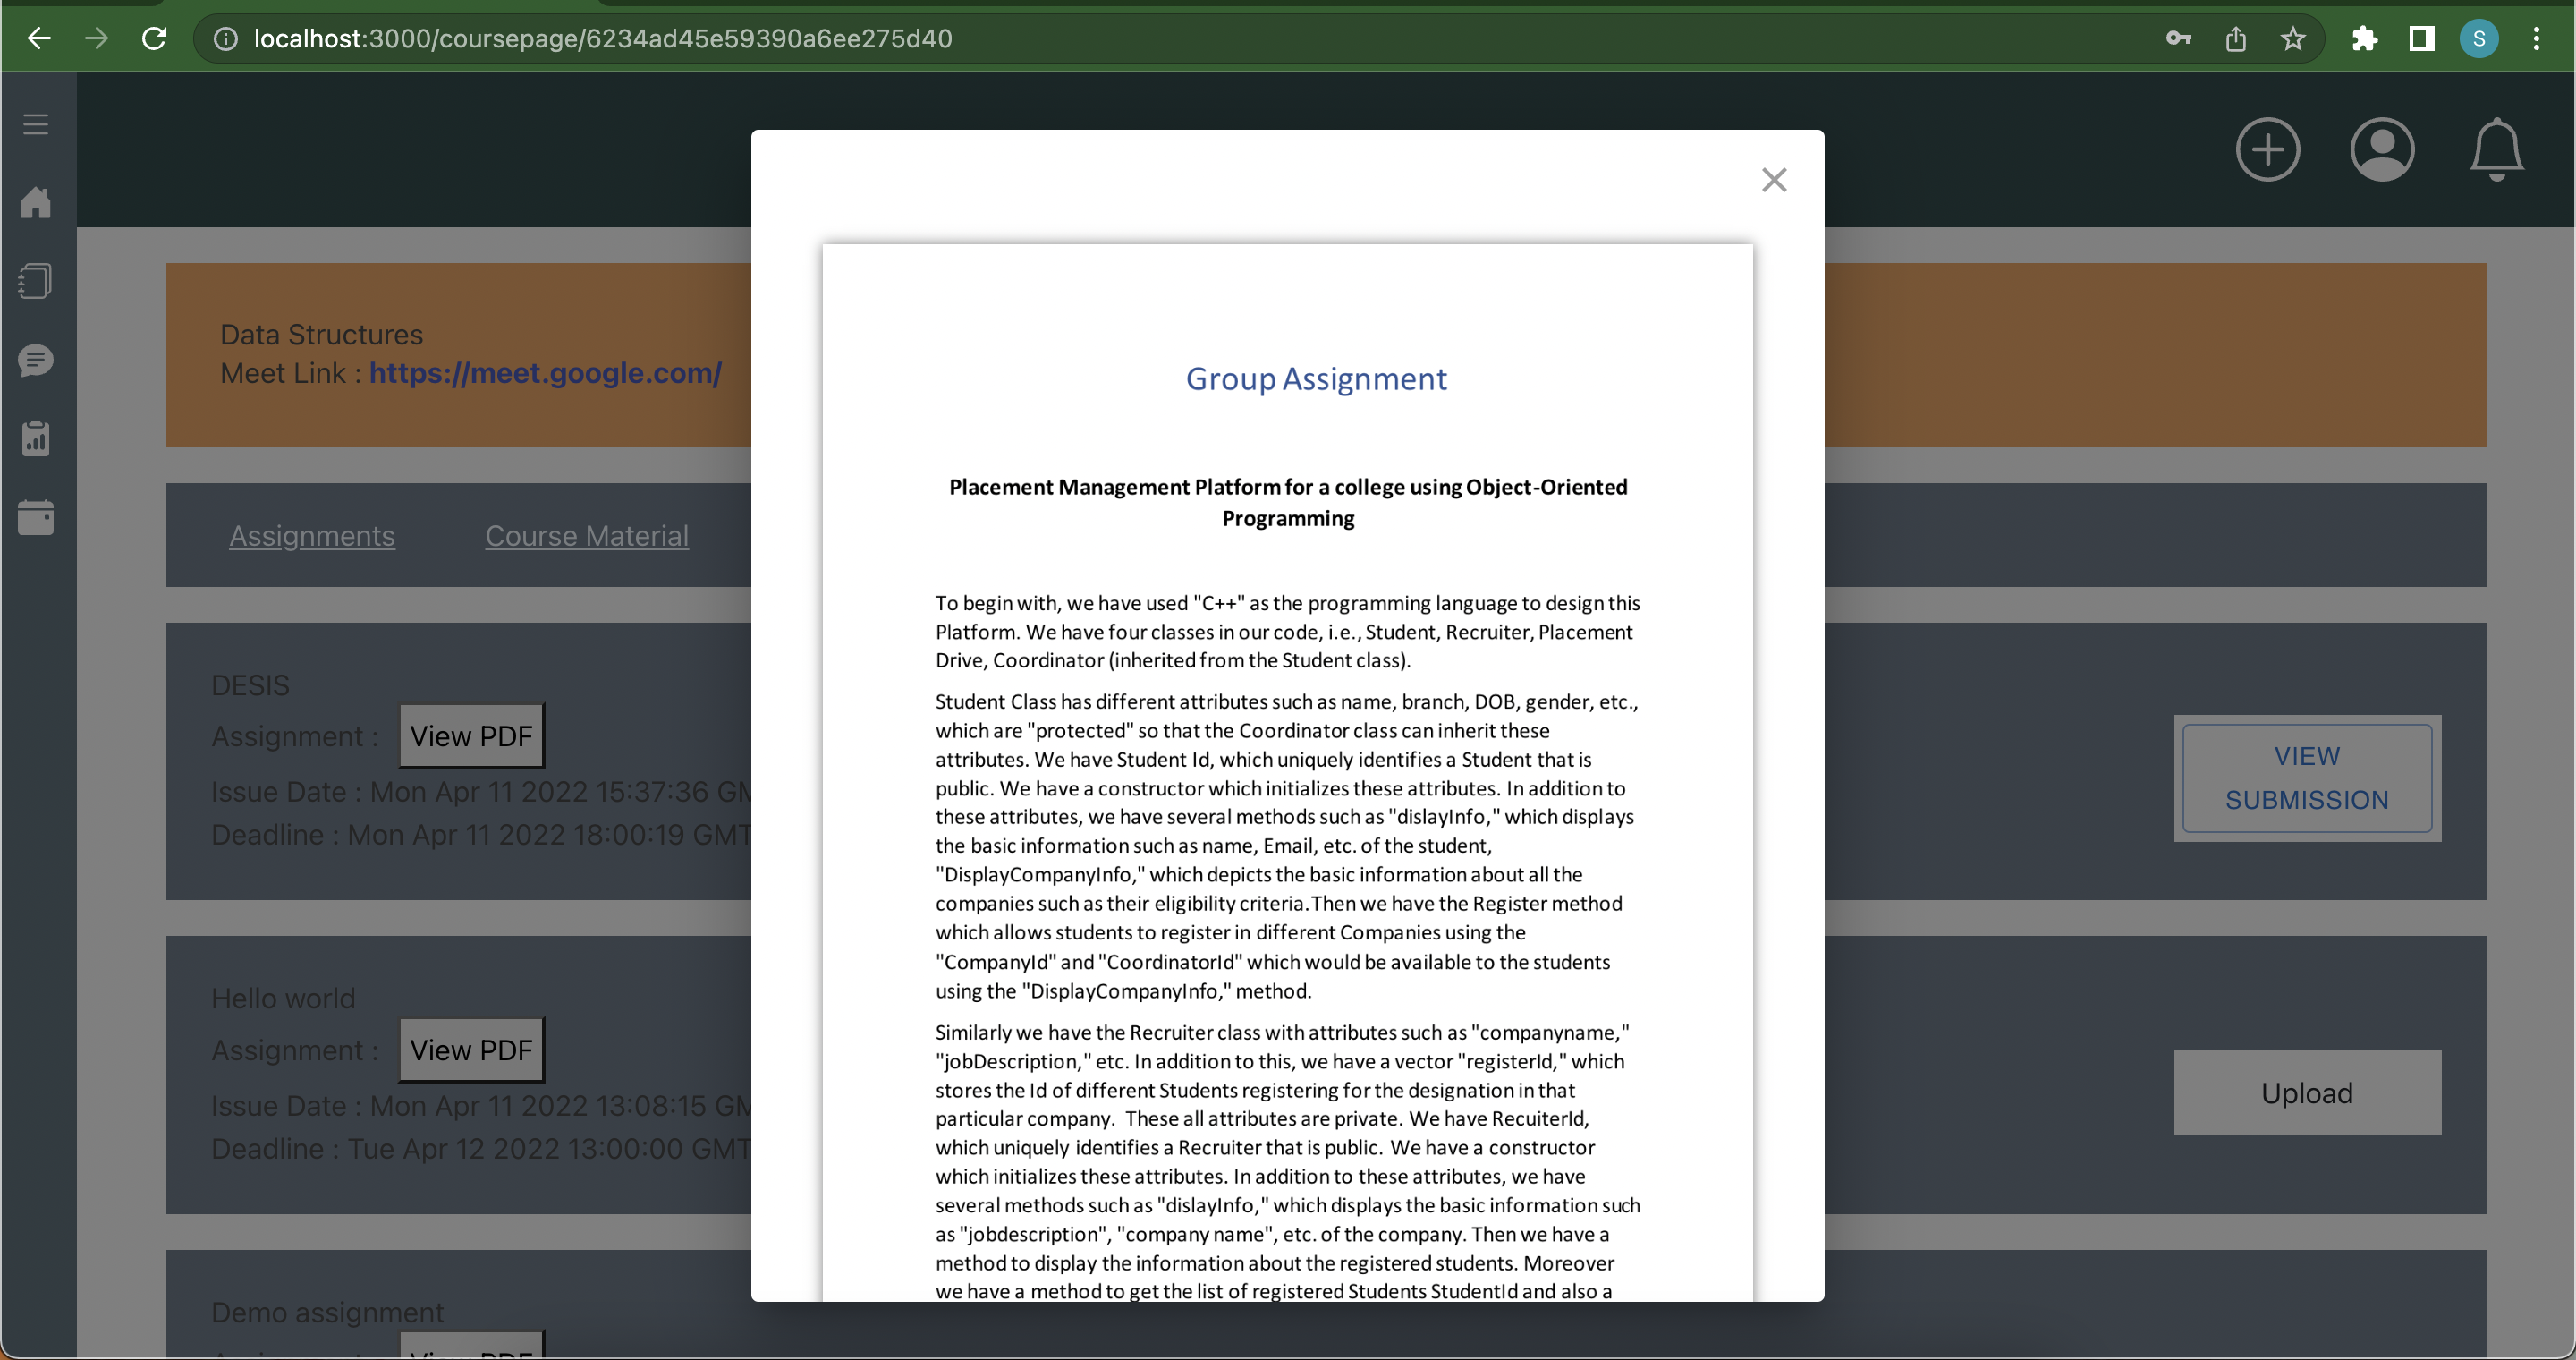 localhost:3000/coursepage/6234ad45e59390a6ee275d40
S
Data Structures
Meet Link : https://meet.google.com/
Assignments
Course Material
DESIS
Assignment :
View PDF
Issue Date : Mon Apr 11 2022 15:37:36
Deadline : Mon Apr 11 2022 18:00:19 GMT
VIEW
SUBMISSION
Hello world
Assignment :
View PDF
Issue Date : Mon Apr 11 2022 13:08:15
Deadline : Tue Apr 12 2022 13:00:00 GMT
Upload
Demo assignment
Group Assignment
Placement Management Platform for a college using Object-Oriented
Programming
To begin with, we have used "C++" as the programming language to design this
Platform. We have four classes in our code, i.e., Student, Recruiter, Placement
Drive, Coordinator (inherited from the Student class).
Student Class has different attributes such as name, branch, DOB, gender, etc.,
which are "protected" so that the Coordinator class can inherit these
attributes. We have Student Id, which uniquely identifies a Student that is
public. We have a constructor which initializes these attributes. In addition to
these attributes, we have several methods such as "dislayInfo," which displays
the basic information such as name, Email, etc. of the student,
"DisplayCompanyInfo," which depicts the basic information about all the
companies such as their eligibility criteria.Then we have the Register method
which allows students to register in different Companies using the
"CompanyId" and "CoordinatorId" which would be available to the students
using the "DisplayCompanyInfo," method.
Similarly we have the Recruiter class with attributes such as "companyname,"
"jobDescription," etc. In addition to this, we have a vector "registerId," which
stores the Id of different Students registering for the designation in that
particular company.  These all attributes are private. We have RecuiterId,
which uniquely identifies a Recruiter that is public. We have a constructor
which initializes these attributes. In addition to these attributes, we have
several methods such as "dislayInfo," which displays the basic information such
as "jobdescription", "company name", etc. of the company. Then we have a
method to display the information about the registered students. Moreover
we have a method to get the list of registered Students StudentId and also a